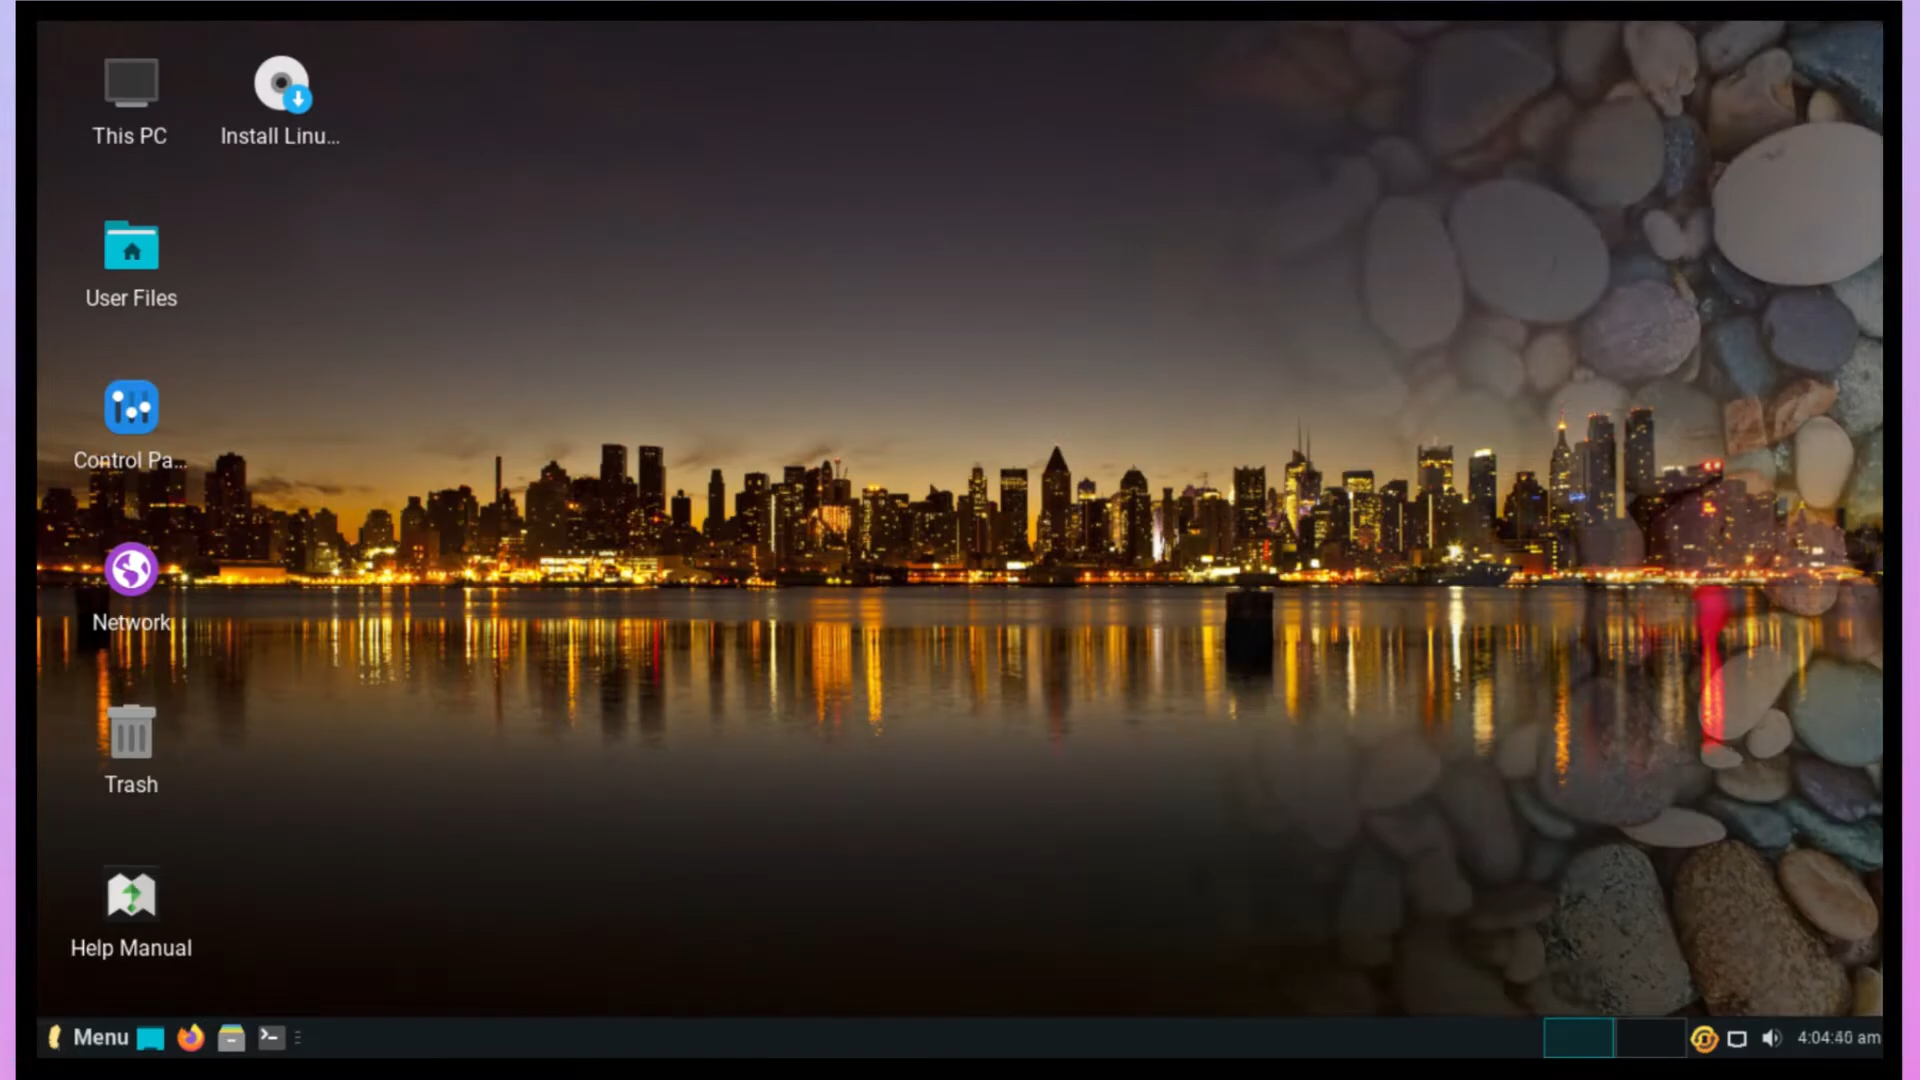 This PC
Install Linu...
User Files
Control Pa...
Network
Trash
Help Manual
Menu
4:04:40 am